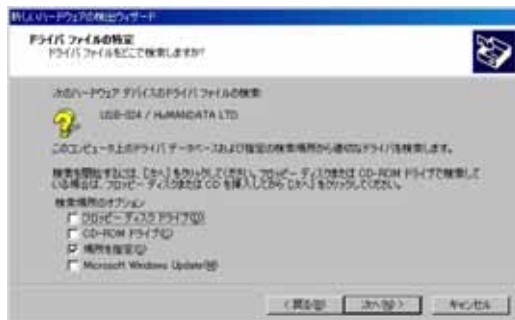 新しいハードウェアの検出ウィザード
ドライバ ファイルの特定
ドライバ ファイルをどこで検索しますか?
次のハードウェア デバイスのドライバ ファイルの検索:
USB-024 / HuMANDATA LTD
このコンピュータ上のドライバ データベースおよび指定の検索場所から適切なドライバを検索します。
検索を開始するには、[次へ] をクリックしてください。フロッピー ディスクまたは CD-ROM ドライブで検索して
いる場合は、フロッピー ディスクまたは CD を挿入してから [次へ] をクリックしてください。
検索場所のオプション:
フロッピー ディスク ドライブ(D)
CD-ROM ドライブ(C)
場所を指定(S)
Microsoft Windows Update(M)
< 戻る(B)
次へ(N) >
キャンセル